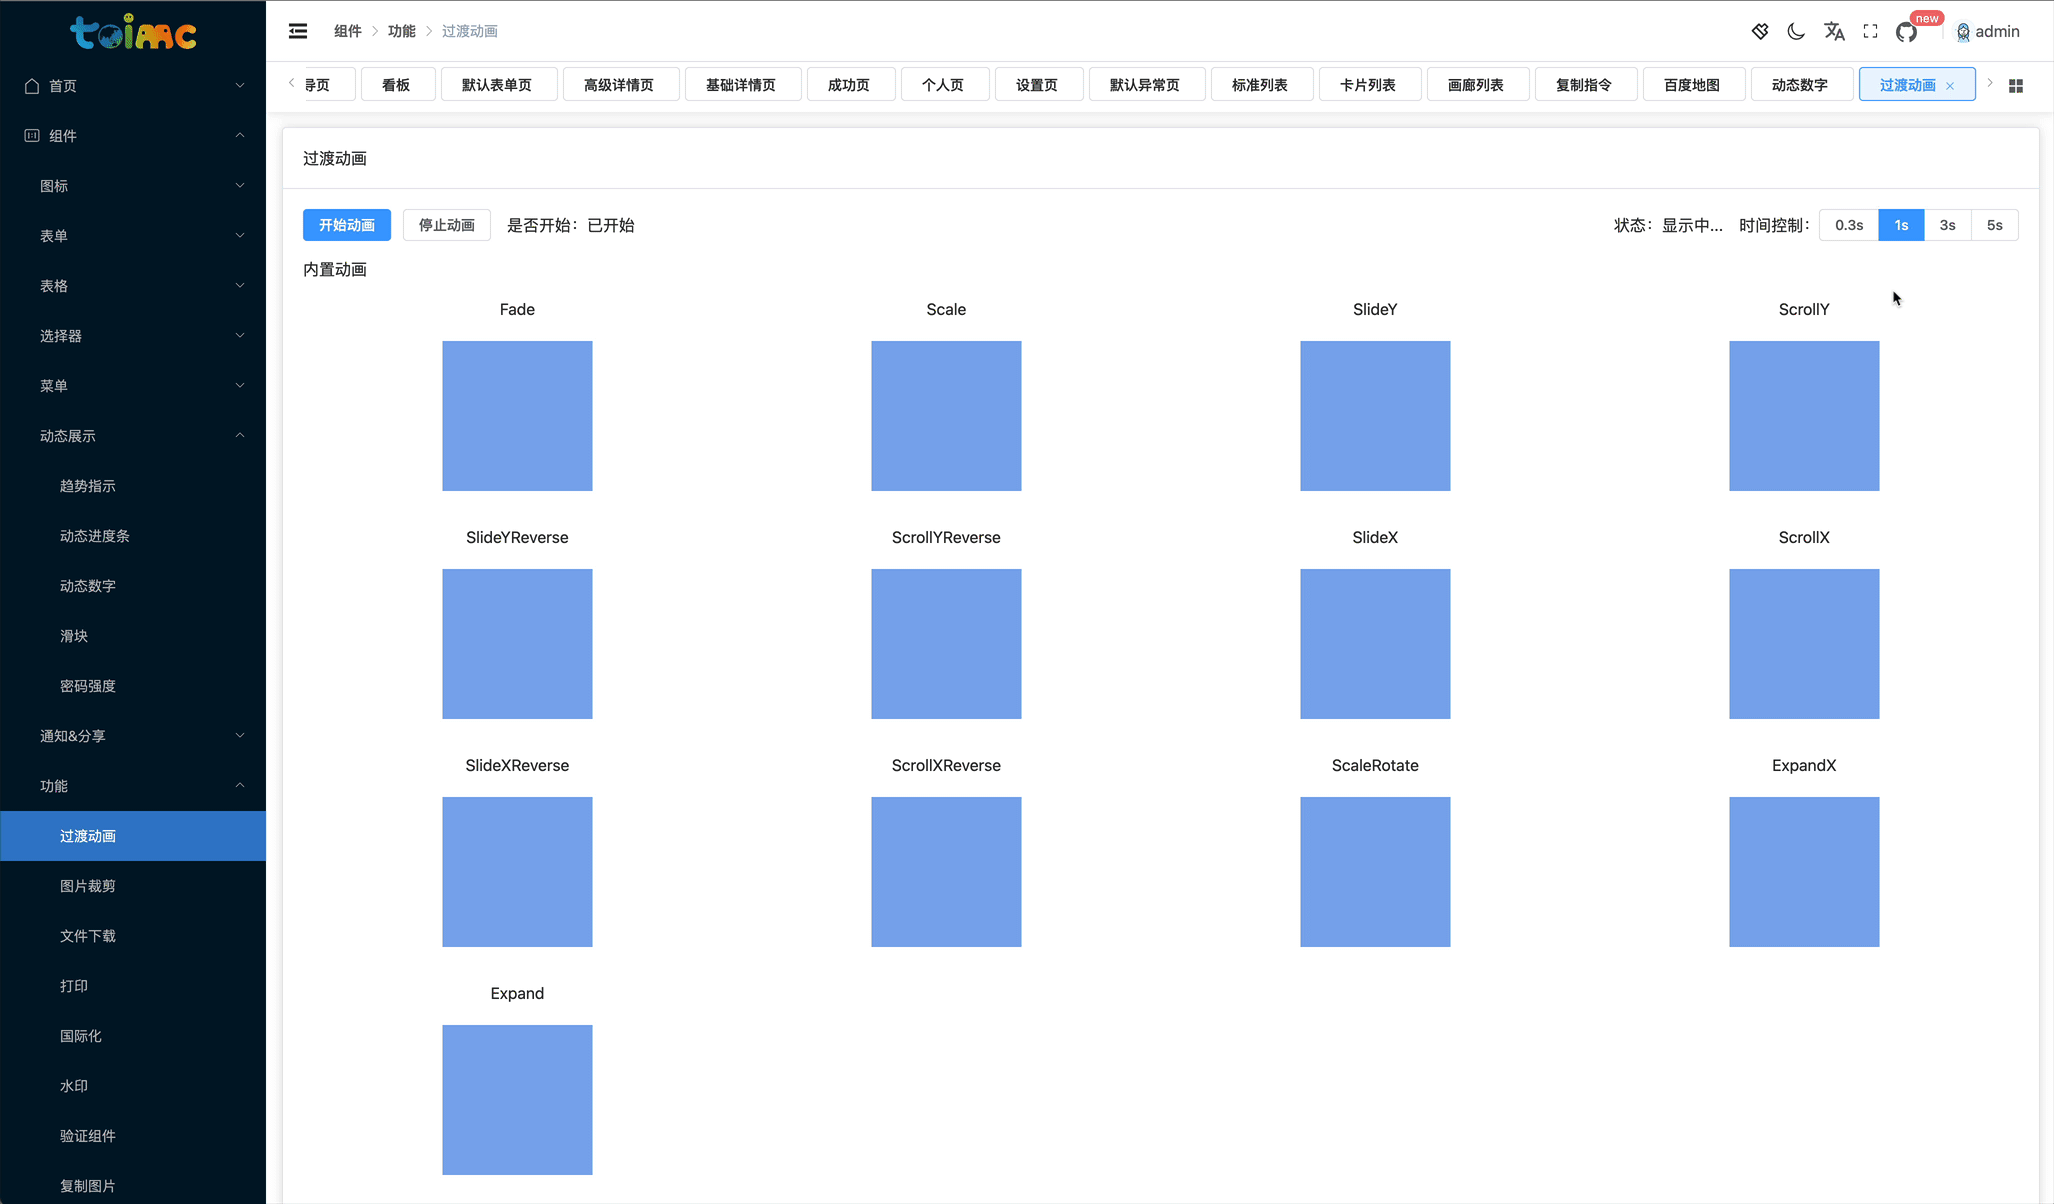 toimc
首页
组件
图标
表单
表格
选择器
菜单
动态展示
趋势指示
动态进度条
动态数字
滑块
密码强度
通知&分享
功能
过渡动画
图片裁剪
文件下载
打印
国际化
水印
验证组件
复制图片
组件 > 功能 > 过渡动画
new
admin
导页 看板 默认表单页 高级详情页 基础详情页 成功页 个人页 设置页 默认异常页 标准列表 卡片列表 画廊列表 复制指令 百度地图 动态数字 过渡动画
过渡动画
开始动画 停止动画 是否开始：已开始 状态：显示中... 时间控制： 0.3s 1s 3s 5s
内置动画
Fade Scale SlideY ScrollY
SlideYReverse ScrollYReverse SlideX ScrollX
SlideXReverse ScrollXReverse ScaleRotate ExpandX
Expand